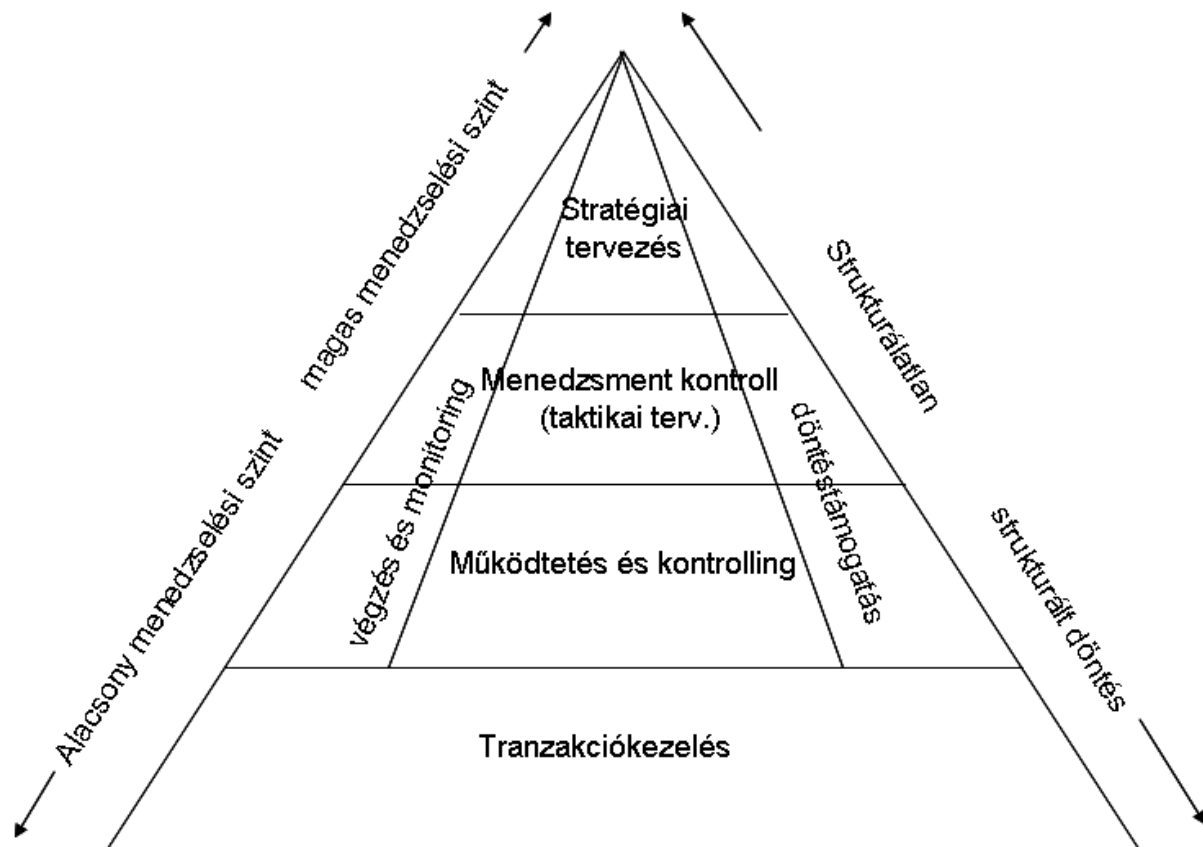 magas menedzselési szint
Alacsony menedzselési szint
Stratégiai
tervezés
Strukturálatlan
Menedzsment kontroll
(taktikai terv.)
végzés és monitoring
döntéstámogatás
strukturált döntés
Működtetés és kontrolling
Tranzakciókezelés